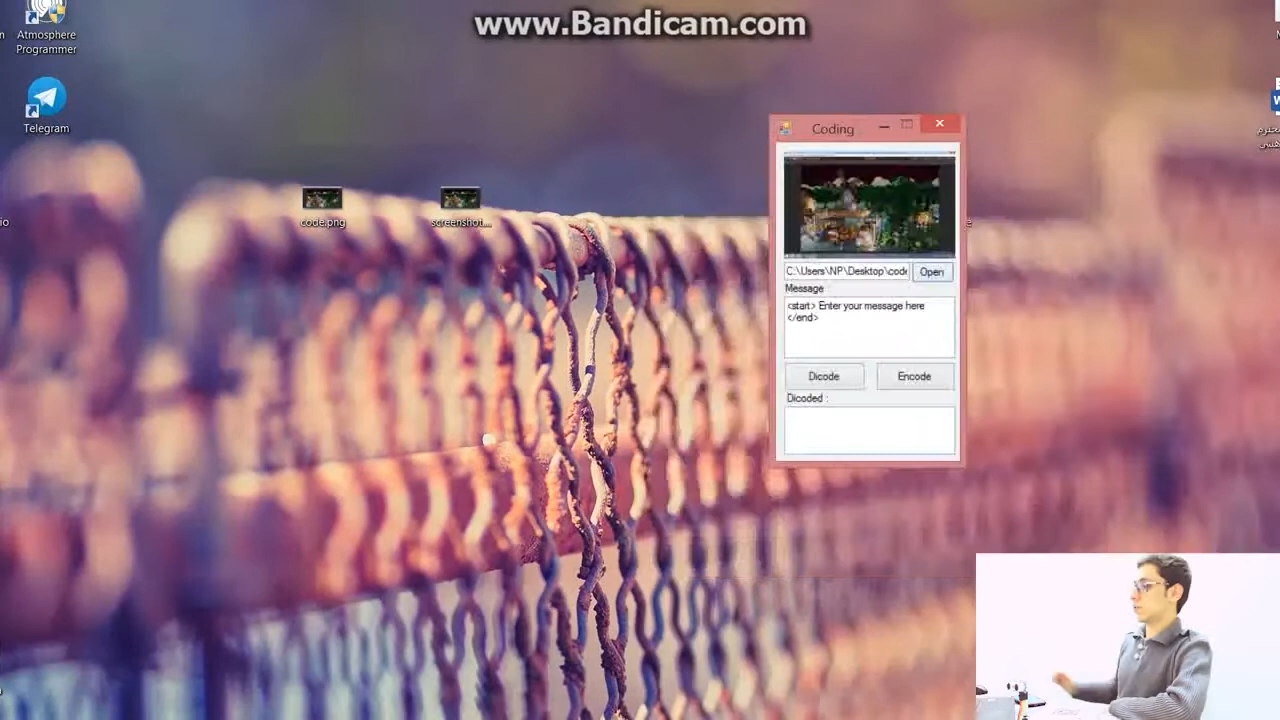 www.Bandicam.com
Atmosphere
Programmer
Telegram
code.png
screenshot...
Coding
C:\Users\NP\Desktop\code
Open
Message
<start> Enter your message here
</end>
Dicode
Encode
Dicoded :